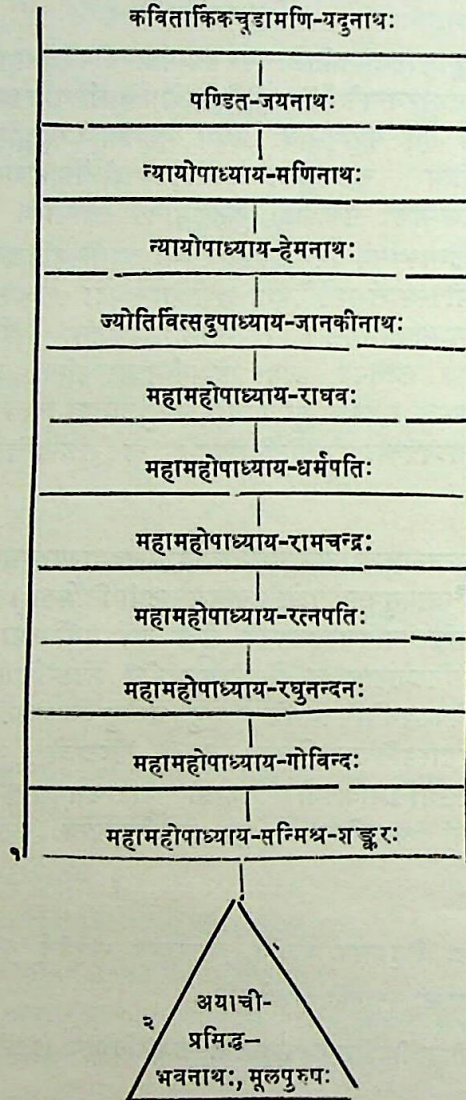 कवितार्किकचूडामणि-यदुनाथः
पण्डित-जयनाथः
न्यायोपाध्याय-मणिनाथः
न्यायोपाध्याय-हेमनाथः
ज्योतिर्वित्सदुपाध्याय-जानकीनाथः
महामहोपाध्याय-राघवः
महामहोपाध्याय-धर्मपतिः
महामहोपाध्याय-रामचन्द्रः
महामहोपाध्याय-रत्नपतिः
महामहोपाध्याय-रघुनन्दनः
महामहोपाध्याय-गोविन्दः
महामहोपाध्याय-सन्मिश्र-शङ्करः
१
२
अयाची-
प्रसिद्ध-
भवनाथः, मूलपुरुषः